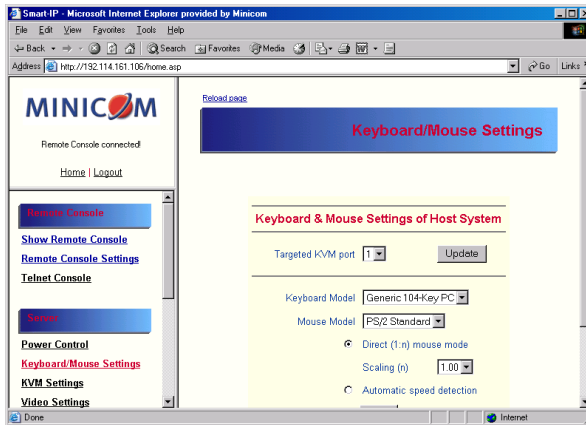 Smart-IP - Microsoft Internet Explorer provided by Minicom
File Edit View Favorites Tools Help
Back Search Favorites Media
Address http://192.114.161.106/home.asp Go Links
MINICOM
Remote Console connected!
Home | Logout
Remote Console
Show Remote Console
Remote Console Settings
Telnet Console
Server
Power Control
Keyboard/Mouse Settings
KVM Settings
Video Settings
Reload page
Keyboard/Mouse Settings
Keyboard & Mouse Settings of Host System
Targeted KVM port 1 Update
Keyboard Model Generic 104-Key PC
Mouse Model PS/2 Standard
Direct (1:n) mouse mode
Scaling (n) 1.00
Automatic speed detection
Done Internet